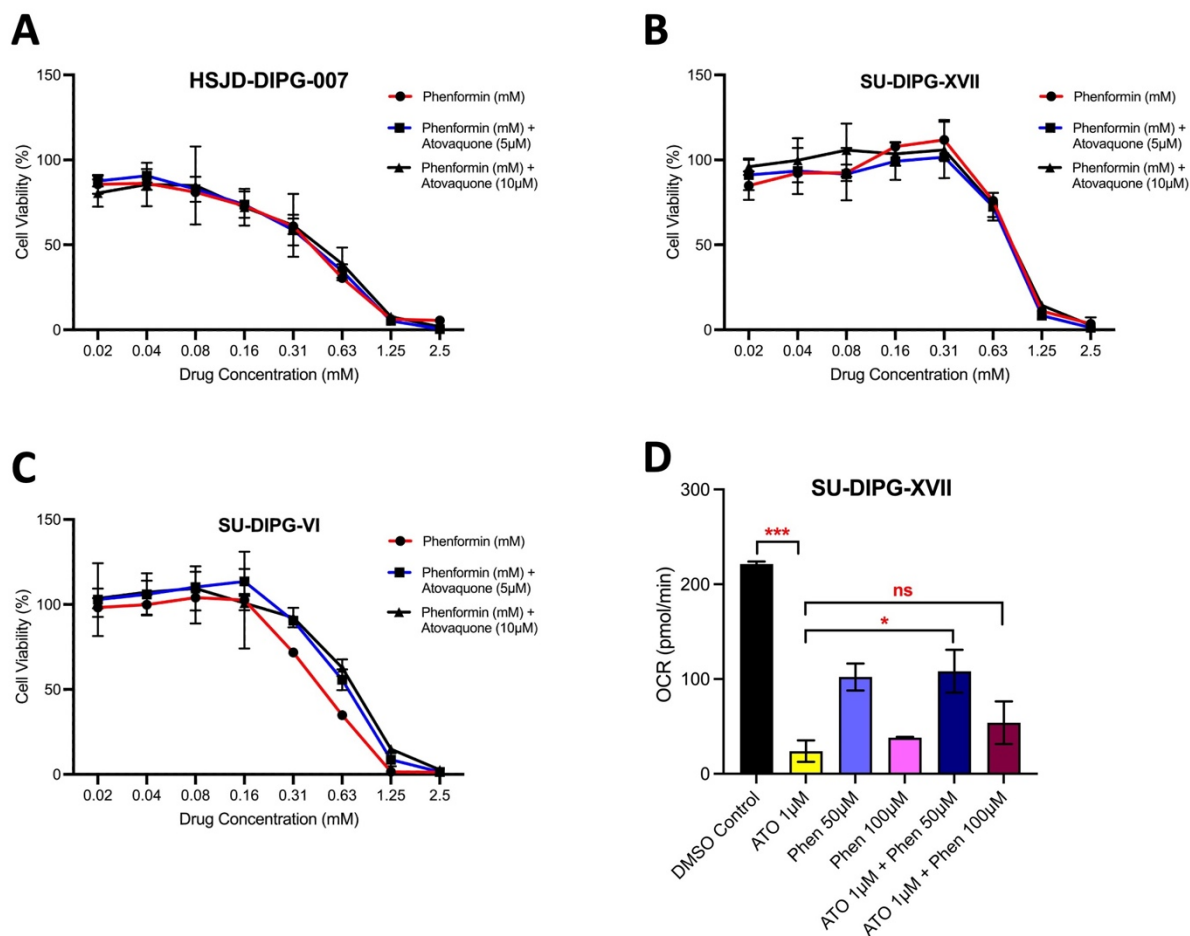 A
HSJD-DIPG-007
Cell Viability (%)
150
100
50
0
0.02 0.04 0.08 0.16 0.31 0.63 1.25 2.5
Drug Concentration (mM)
Phenformin (mM)
Phenformin (mM) +
Atovaquone (5µM)
Phenformin (mM) +
Atovaquone (10µM)
B
SU-DIPG-XVII
Cell Viability (%)
150
100
50
0
0.02 0.04 0.08 0.16 0.31 0.63 1.25 2.5
Drug Concentration (mM)
Phenformin (mM)
Phenformin (mM) +
Atovaquone (5µM)
Phenformin (mM) +
Atovaquone (10µM)
C
SU-DIPG-VI
Cell Viability (%)
150
100
50
0
0.02 0.04 0.08 0.16 0.31 0.63 1.25 2.5
Drug Concentration (mM)
Phenformin (mM)
Phenformin (mM) +
Atovaquone (5µM)
Phenformin (mM) +
Atovaquone (10µM)
D
SU-DIPG-XVII
OCR (pmol/min)
300
200
100
0
***
ns
*
DMSO Control
ATO 1µM
Phen 50µM
Phen 100µM
ATO 1µM + Phen 50µM
ATO 1µM + Phen 100µM